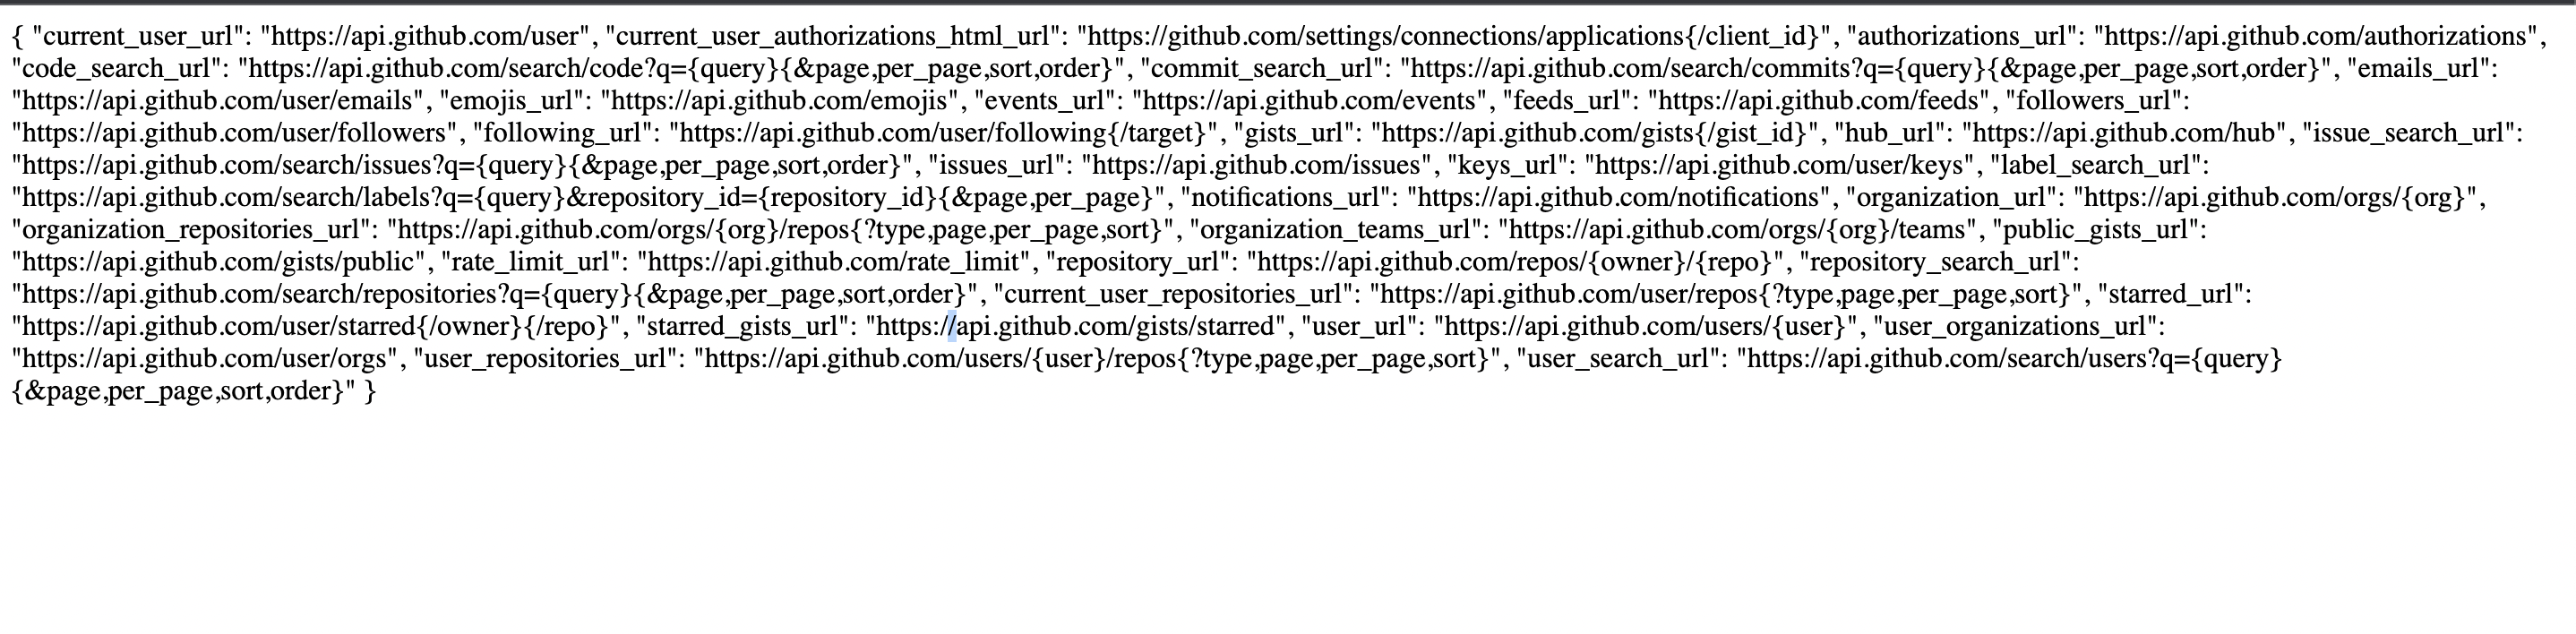 { "current_user_url": "https://api.github.com/user", "current_user_authorizations_html_url": "https://github.com/settings/connections/applications{/client_id}", "authorizations_url": "https://api.github.com/authorizations",
"code_search_url": "https://api.github.com/search/code?q={query}{&page,per_page,sort,order}", "commit_search_url": "https://api.github.com/search/commits?q={query}{&page,per_page,sort,order}", "emails_url":
"https://api.github.com/user/emails", "emojis_url": "https://api.github.com/emojis", "events_url": "https://api.github.com/events", "feeds_url": "https://api.github.com/feeds", "followers_url":
"https://api.github.com/user/followers", "following_url": "https://api.github.com/user/following{/target}", "gists_url": "https://api.github.com/gists{/gist_id}", "hub_url": "https://api.github.com/hub", "issue_search_url":
"https://api.github.com/search/issues?q={query}{&page,per_page,sort,order}", "issues_url": "https://api.github.com/issues", "keys_url": "https://api.github.com/user/keys", "label_search_url":
"https://api.github.com/search/labels?q={query}&repository_id={repository_id}{&page,per_page}", "notifications_url": "https://api.github.com/notifications", "organization_url": "https://api.github.com/orgs/{org}",
"organization_repositories_url": "https://api.github.com/orgs/{org}/repos{?type,page,per_page,sort}", "organization_teams_url": "https://api.github.com/orgs/{org}/teams", "public_gists_url":
"https://api.github.com/gists/public", "rate_limit_url": "https://api.github.com/rate_limit", "repository_url": "https://api.github.com/repos/{owner}/{repo}", "repository_search_url":
"https://api.github.com/search/repositories?q={query}{&page,per_page,sort,order}", "current_user_repositories_url": "https://api.github.com/user/repos{?type,page,per_page,sort}", "starred_url":
"https://api.github.com/user/starred{/owner}{/repo}", "starred_gists_url": "https://api.github.com/gists/starred", "user_url": "https://api.github.com/users/{user}", "user_organizations_url":
"https://api.github.com/user/orgs", "user_repositories_url": "https://api.github.com/users/{user}/repos{?type,page,per_page,sort}", "user_search_url": "https://api.github.com/search/users?q={query}
{&page,per_page,sort,order}" }